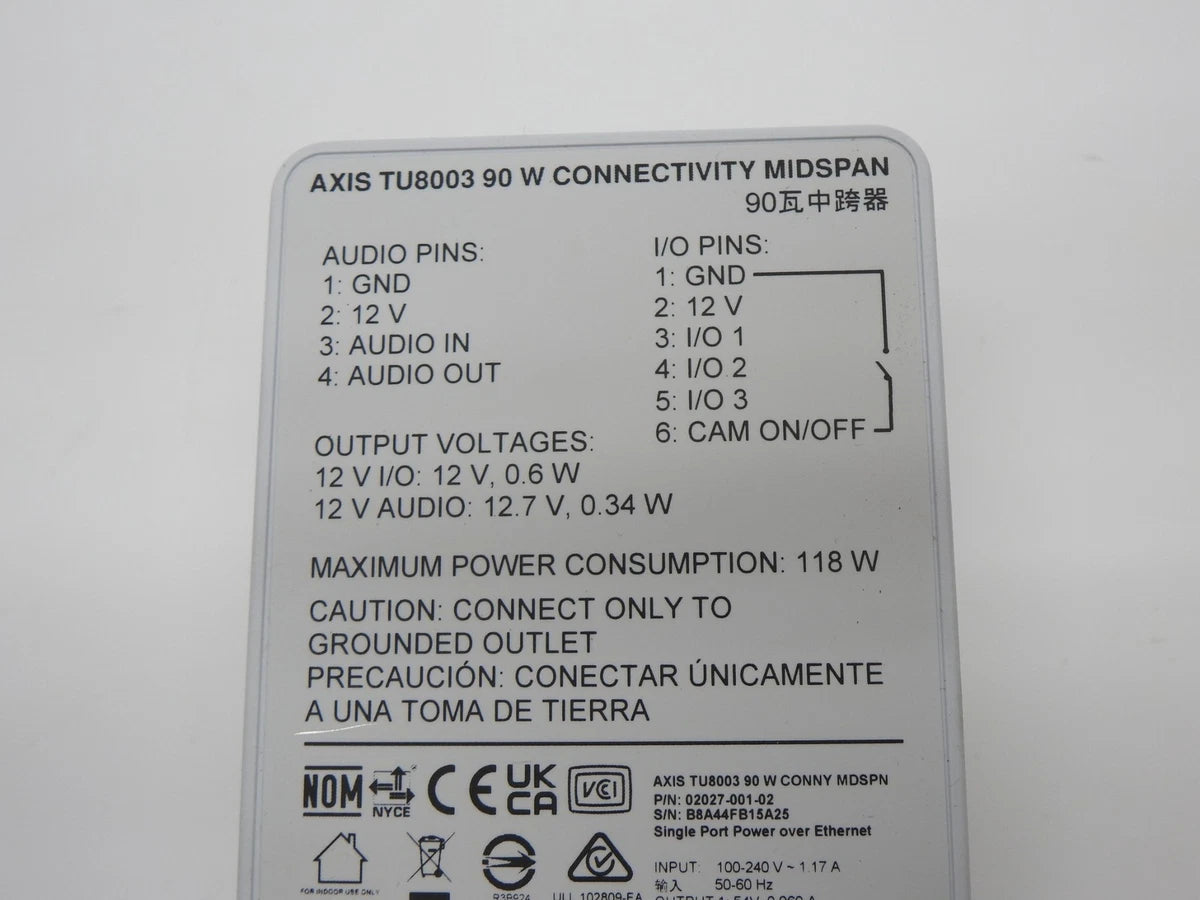 AXIS TU8003 90 W CONNECTIVITY MIDSPAN
90瓦中跨器
AUDIO PINS:
1: GND
2: 12 V
3: AUDIO IN
4: AUDIO OUT
I/O PINS:
1: GND
2: 12 V
3: I/O 1
4: I/O 2
5: I/O 3
6: CAM ON/OFF
OUTPUT VOLTAGES:
12 V I/O: 12 V, 0.6 W
12 V AUDIO: 12.7 V, 0.34 W
MAXIMUM POWER CONSUMPTION: 118 W
CAUTION: CONNECT ONLY TO
GROUNDED OUTLET
PRECAUCIÓN: CONECTAR ÚNICAMENTE
A UNA TOMA DE TIERRA
NOM
NYCE
CE
UK
CA
VCI
AXIS TU8003 90 W CONNY MDSPN
P/N: 02027-001-02
S/N: B8A44FB15A25
Single Port Power over Ethernet
FOR INDOOR USE ONLY
INPUT: 100-240 V ~ 1.17 A
输入 50-60 Hz